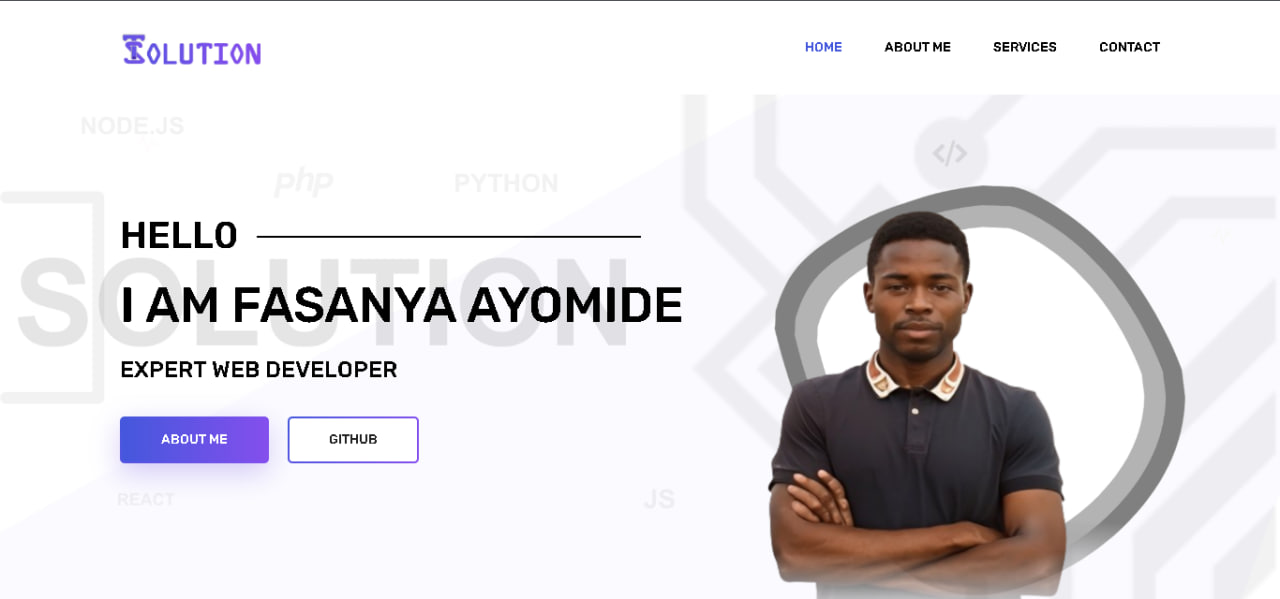 TSOLUTION
HOME ABOUT ME SERVICES CONTACT
NODE.JS
</>
php
PYTHON
HELLO
SOLUTION
I AM FASANYA AYOMIDE
EXPERT WEB DEVELOPER
ABOUT ME GITHUB
REACT
JS